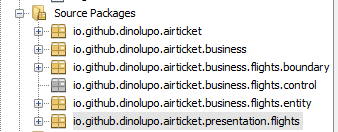 Source Packages
io.github.dinolupo.airticket
io.github.dinolupo.airticket.business
io.github.dinolupo.airticket.business.flights.boundary
io.github.dinolupo.airticket.business.flights.control
io.github.dinolupo.airticket.business.flights.entity
io.github.dinolupo.airticket.presentation.flights